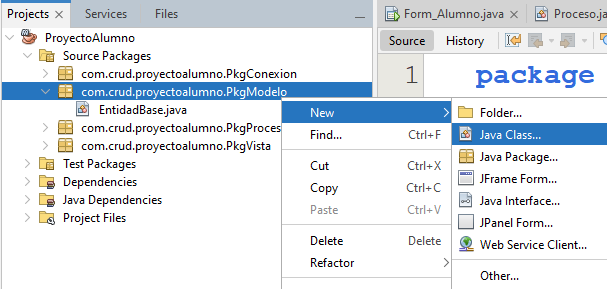 Projects × Services Files
ProyectoAlumno
Source Packages
com.crud.proyectoalumno.PkgConexion
com.crud.proyectoalumno.PkgModelo
EntidadBase.java
com.crud.proyectoalumno.PkgProces
com.crud.proyectoalumno.PkgVista
Test Packages
Dependencies
Java Dependencies
Project Files
Form_Alumno.java × Proceso.ja
Source History
1 package
New
Find... Ctrl+F
Cut Ctrl+X
Copy Ctrl+C
Paste Ctrl+V
Delete Delete
Refactor
Folder...
Java Class...
Java Package...
JFrame Form...
Java Interface...
JPanel Form...
Web Service Client...
Other...